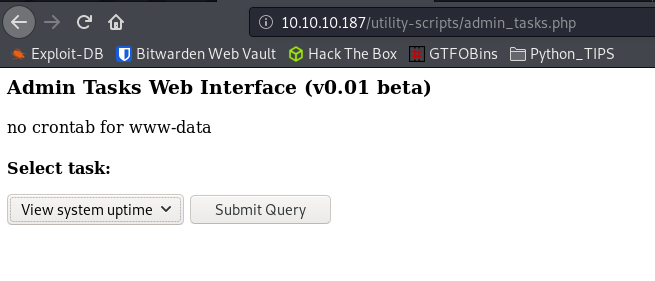 10.10.10.187/utility-scripts/admin_tasks.php
Exploit-DB Bitwarden Web Vault Hack The Box GTFOBins Python_TIPS
Admin Tasks Web Interface (v0.01 beta)
no crontab for www-data
Select task:
View system uptime Submit Query